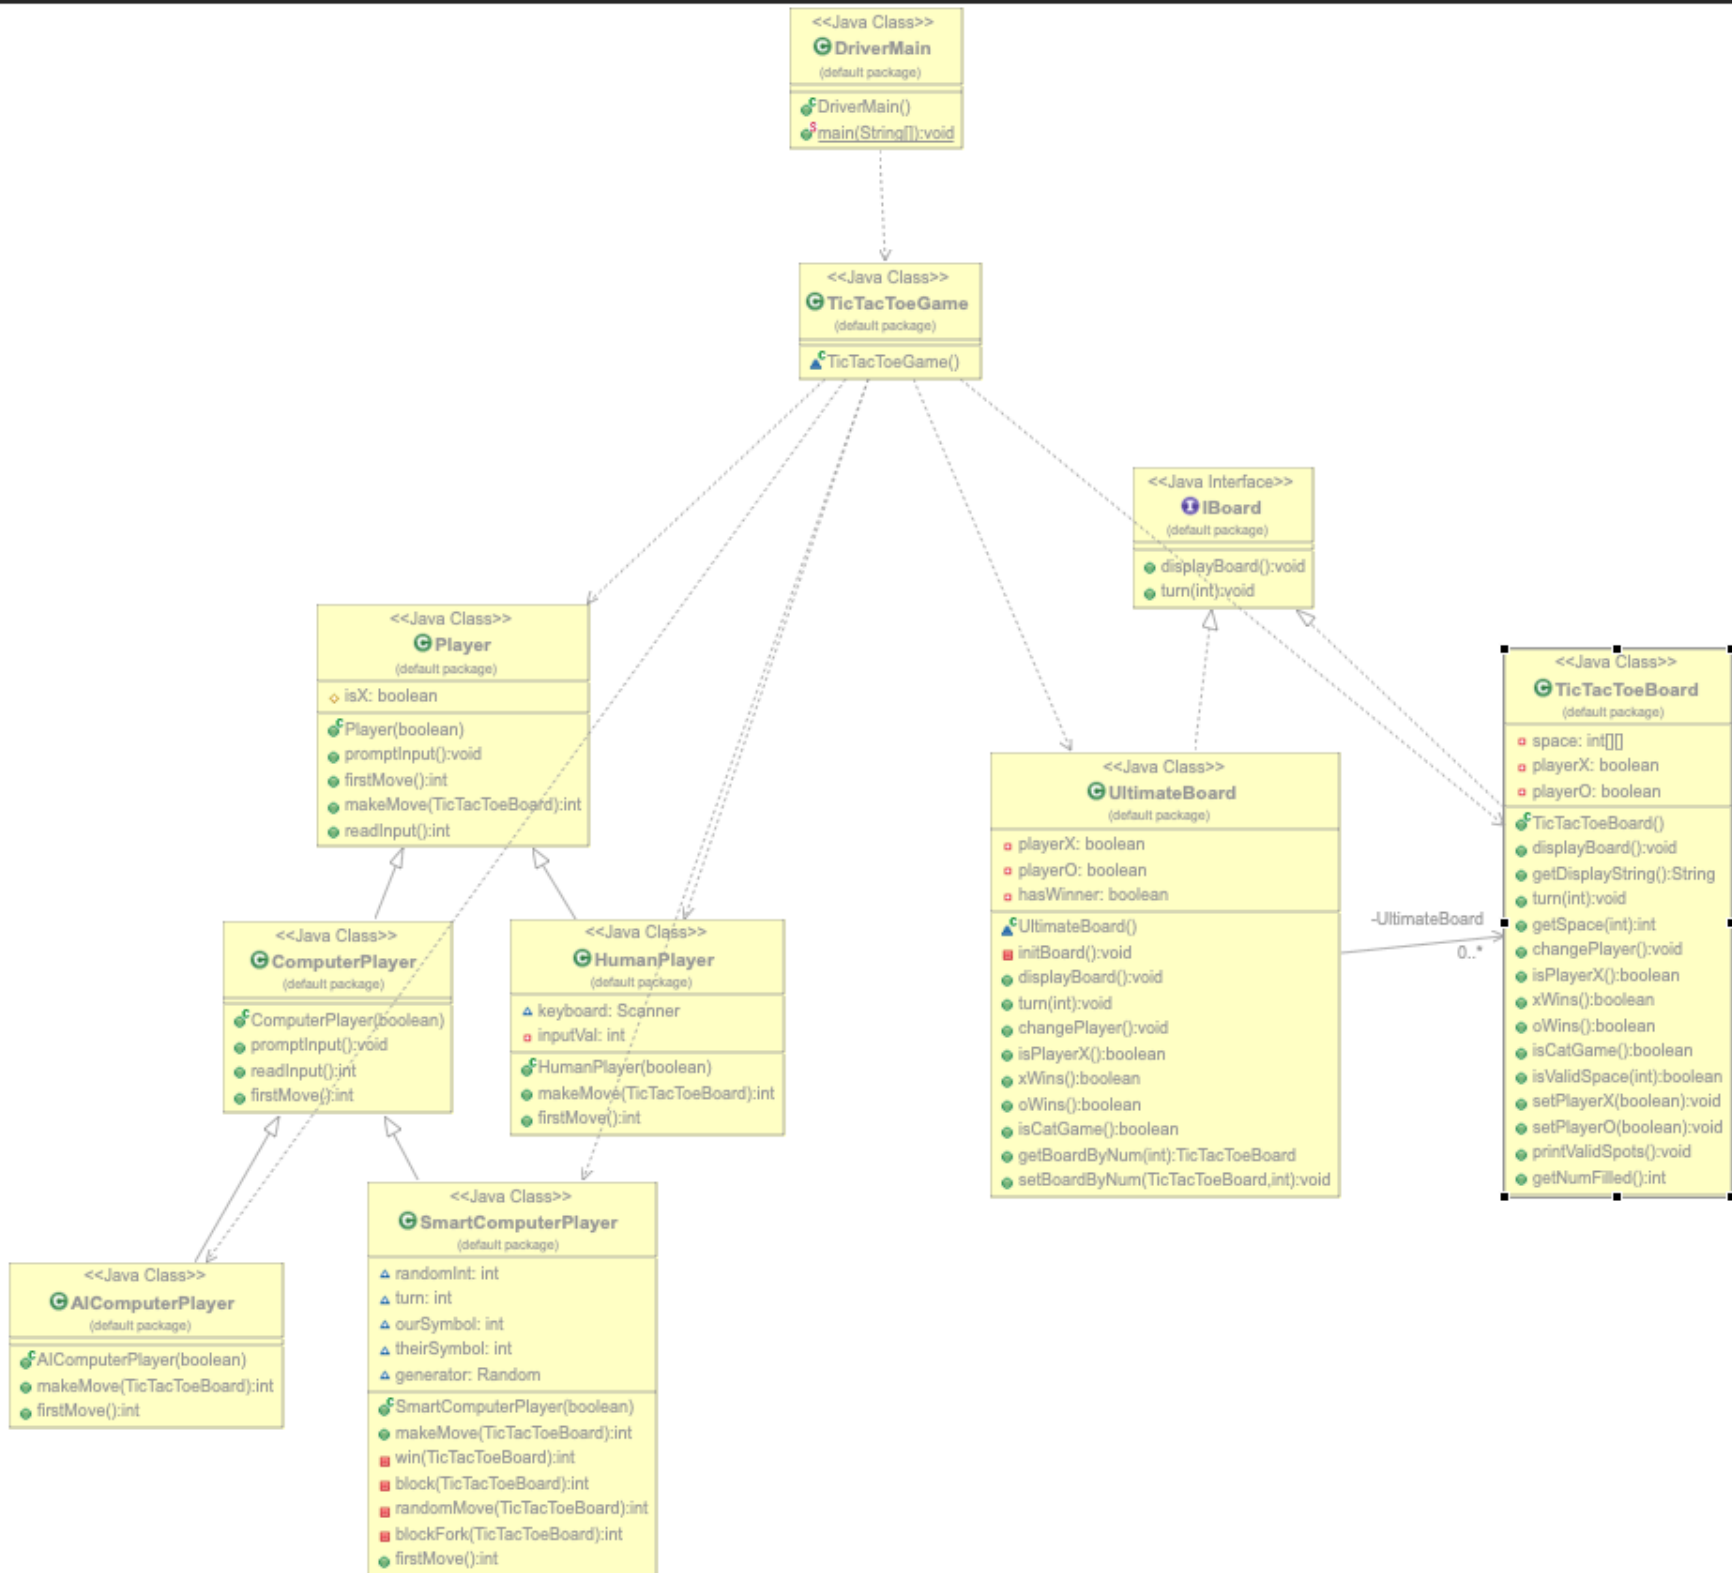 <<Java Class>>
DriverMain
(default package)
DriverMain()
main(String[]):void
<<Java Class>>
TicTacToeGame
(default package)
TicTacToeGame()
<<Java Interface>>
IBoard
(default package)
displayBoard():void
turn(int):void
<<Java Class>>
Player
(default package)
isX: boolean
Player(boolean)
promptInput():void
firstMove():int
makeMove(TicTacToeBoard):int
readInput():int
<<Java Class>>
TicTacToeBoard
(default package)
space: int[][]
playerX: boolean
playerO: boolean
TicTacToeBoard()
displayBoard():void
getDisplayString():String
turn(int):void
getSpace(int):int
changePlayer():void
isPlayerX():boolean
xWins():boolean
oWins():boolean
isCatGame():boolean
isValidSpace(int):boolean
setPlayerX(boolean):void
setPlayerO(boolean):void
printValidSpots():void
getNumFilled():int
<<Java Class>>
UltimateBoard
(default package)
playerX: boolean
playerO: boolean
hasWinner: boolean
UltimateBoard()
initBoard():void
displayBoard():void
turn(int):void
changePlayer():void
isPlayerX():boolean
xWins():boolean
oWins():boolean
isCatGame():boolean
getBoardByNum(int):TicTacToeBoard
setBoardByNum(TicTacToeBoard,int):void
-UltimateBoard
0..*
<<Java Class>>
ComputerPlayer
(default package)
ComputerPlayer(boolean)
promptInput():void
readInput():int
firstMove():int
<<Java Class>>
HumanPlayer
(default package)
keyboard: Scanner
inputVal: int
HumanPlayer(boolean)
makeMove(TicTacToeBoard):int
firstMove():int
<<Java Class>>
AIComputerPlayer
(default package)
AIComputerPlayer(boolean)
makeMove(TicTacToeBoard):int
firstMove():int
<<Java Class>>
SmartComputerPlayer
(default package)
randomInt: int
turn: int
ourSymbol: int
theirSymbol: int
generator: Random
SmartComputerPlayer(boolean)
makeMove(TicTacToeBoard):int
win(TicTacToeBoard):int
block(TicTacToeBoard):int
randomMove(TicTacToeBoard):int
blockFork(TicTacToeBoard):int
firstMove():int